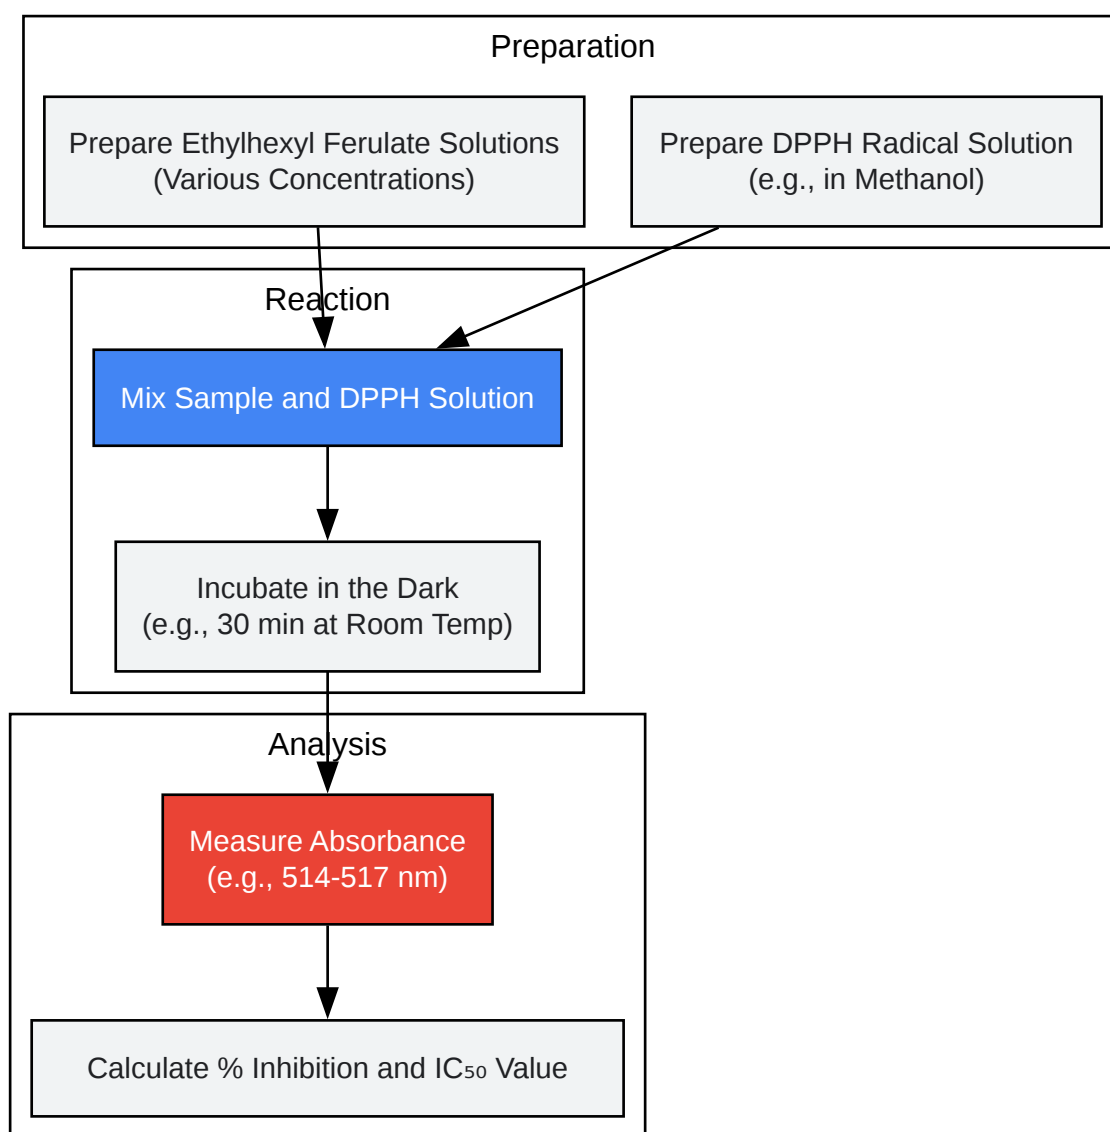 Preparation
Prepare Ethylhexyl Ferulate Solutions
(Various Concentrations)
Prepare DPPH Radical Solution
(e.g., in Methanol)
Reaction
Mix Sample and DPPH Solution
Incubate in the Dark
(e.g., 30 min at Room Temp)
Analysis
Measure Absorbance
(e.g., 514-517 nm)
Calculate % Inhibition and IC₅₀ Value